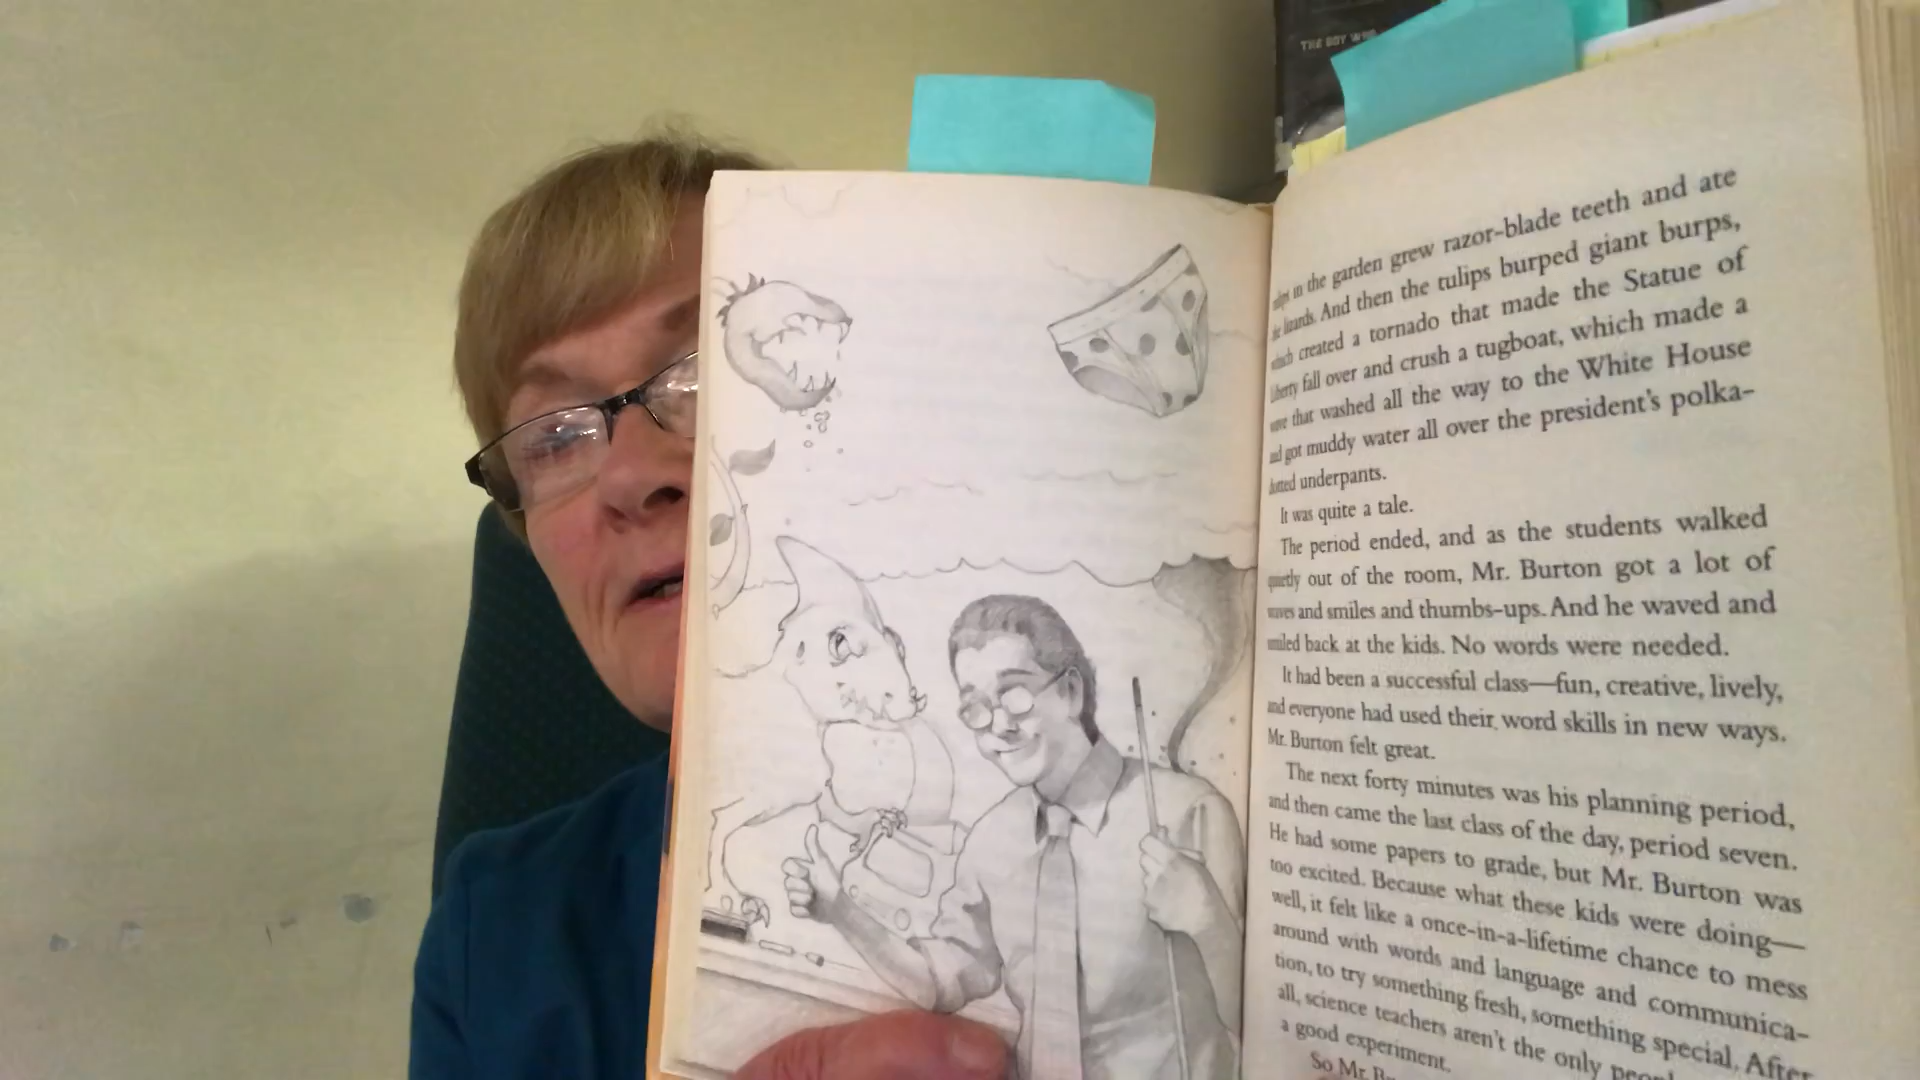 THE BOY WHO
in the garden grew razor-blade teeth and ate
lizards. And then the tulips burped giant burps,
which created a tornado that made the Statue of
Liberty fall over and crush a tugboat, which made a
wave that washed all the way to the White House
and got muddy water all over the president's polka-
dotted underpants.
It was quite a tale.
The period ended, and as the students walked
quietly out of the room, Mr. Burton got a lot of
waves and smiles and thumbs-ups. And he waved and
smiled back at the kids. No words were needed.
It had been a successful class—fun, creative, lively,
and everyone had used their word skills in new ways.
Mr. Burton felt great.
The next forty minutes was his planning period,
and then came the last class of the day, period seven.
He had some papers to grade, but Mr. Burton was
too excited. Because what these kids were doing—
well, it felt like a once-in-a-lifetime chance to mess
around with words and language and communica-
tion, to try something fresh, something special. After
all, science teachers aren't the only
a good experiment.
So Mr.